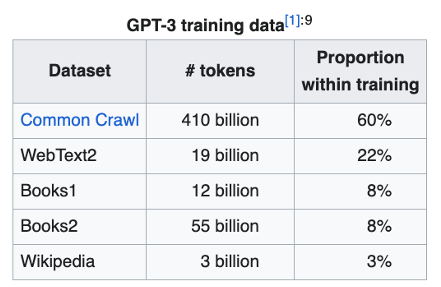 GPT-3 training data[1]:9
Dataset # tokens Proportion within training
Common Crawl 410 billion 60%
WebText2 19 billion 22%
Books1 12 billion 8%
Books2 55 billion 8%
Wikipedia 3 billion 3%